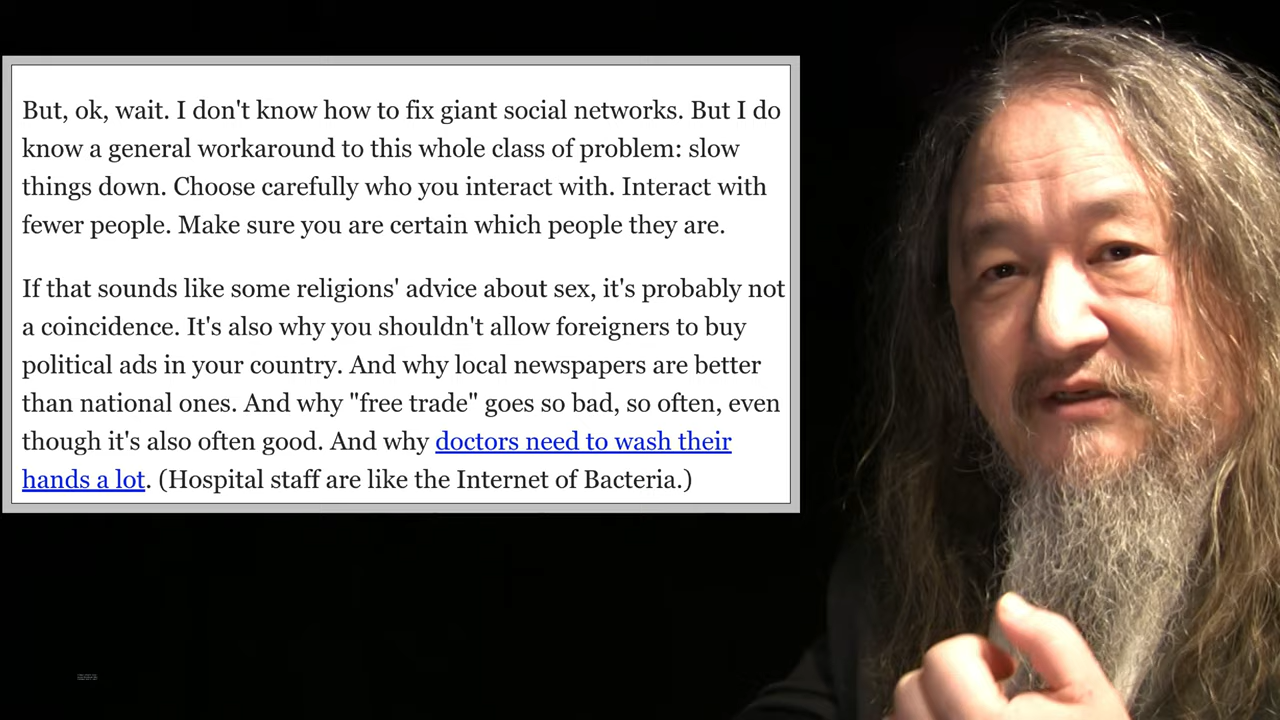 But, ok, wait. I don't know how to fix giant social networks. But I do
know a general workaround to this whole class of problem: slow
things down. Choose carefully who you interact with. Interact with
fewer people. Make sure you are certain which people they are.
If that sounds like some religions' advice about sex, it's probably not
a coincidence. It's also why you shouldn't allow foreigners to buy
political ads in your country. And why local newspapers are better
than national ones. And why "free trade" goes so bad, so often, even
though it's also often good. And why doctors need to wash their
hands a lot. (Hospital staff are like the Internet of Bacteria.)